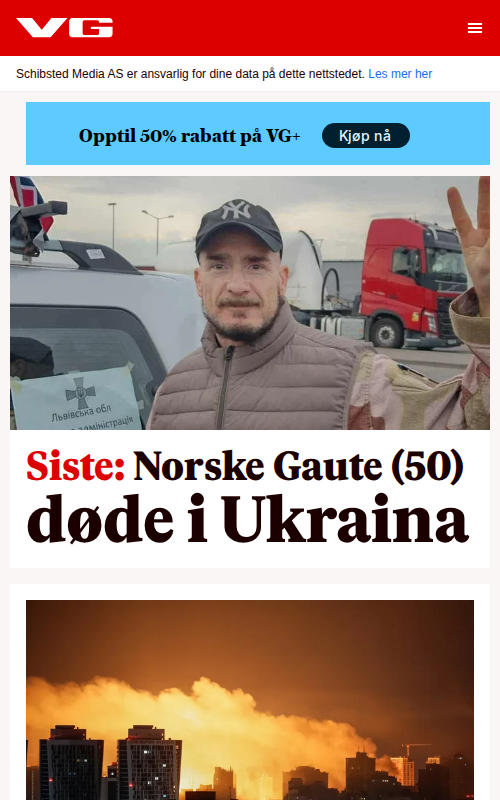 VG
Schibsted Media AS er ansvarlig for dine data på dette nettstedet. Les mer her
Opptil 50% rabatt på VG+
Kjøp nå
Львівська обл
адміністрація
Siste: Norske Gaute (50)
døde i Ukraina